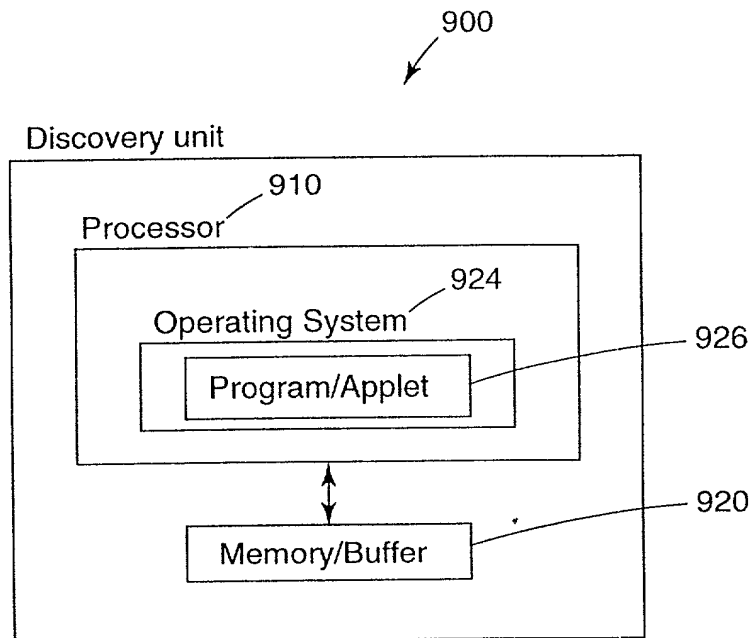 900
Discovery unit
910
Processor
924
Operating System
926
Program/Applet
920
Memory/Buffer